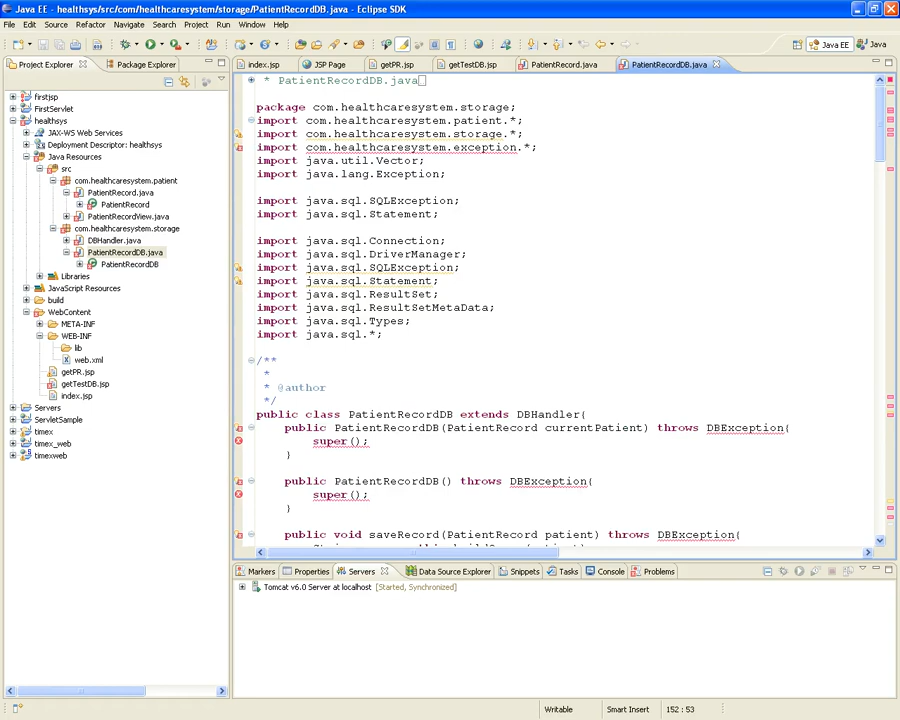 Java EE - healthsys/src/com/healthcaresystem/storage/PatientRecordDB.java - Eclipse SDK
File Edit Source Refactor Navigate Search Project Run Window Help
Java EE Java
Project Explorer Package Explorer
index.jsp JSP Page getPR.jsp getTestDB.jsp PatientRecord.java PatientRecordDB.java
firstjsp
FirstServlet
healthsys
JAX-WS Web Services
Deployment Descriptor: healthsys
Java Resources
src
com.healthcaresystem.patient
PatientRecord.java
PatientRecord
PatientRecordView.java
com.healthcaresystem.storage
DBHandler.java
PatientRecordDB.java
PatientRecordDB
Libraries
JavaScript Resources
build
WebContent
META-INF
WEB-INF
lib
web.xml
getPR.jsp
getTestDB.jsp
index.jsp
Servers
ServletSample
timex
timex_web
timexweb
* PatientRecordDB.java
package com.healthcaresystem.storage;
import com.healthcaresystem.patient.*;
import com.healthcaresystem.storage.*;
import com.healthcaresystem.exception.*;
import java.util.Vector;
import java.lang.Exception;
import java.sql.SQLException;
import java.sql.Statement;
import java.sql.Connection;
import java.sql.DriverManager;
import java.sql.SQLException;
import java.sql.Statement;
import java.sql.ResultSet;
import java.sql.ResultSetMetaData;
import java.sql.Types;
import java.sql.*;
/**
*
* @author
*/
public class PatientRecordDB extends DBHandler{
public PatientRecordDB(PatientRecord currentPatient) throws DBException{
super();
}
public PatientRecordDB() throws DBException{
super();
}
public void saveRecord(PatientRecord patient) throws DBException{
Markers Properties Servers Data Source Explorer Snippets Tasks Console Problems
Tomcat v6.0 Server at localhost [Started, Synchronized]
Writable Smart Insert 152 : 53